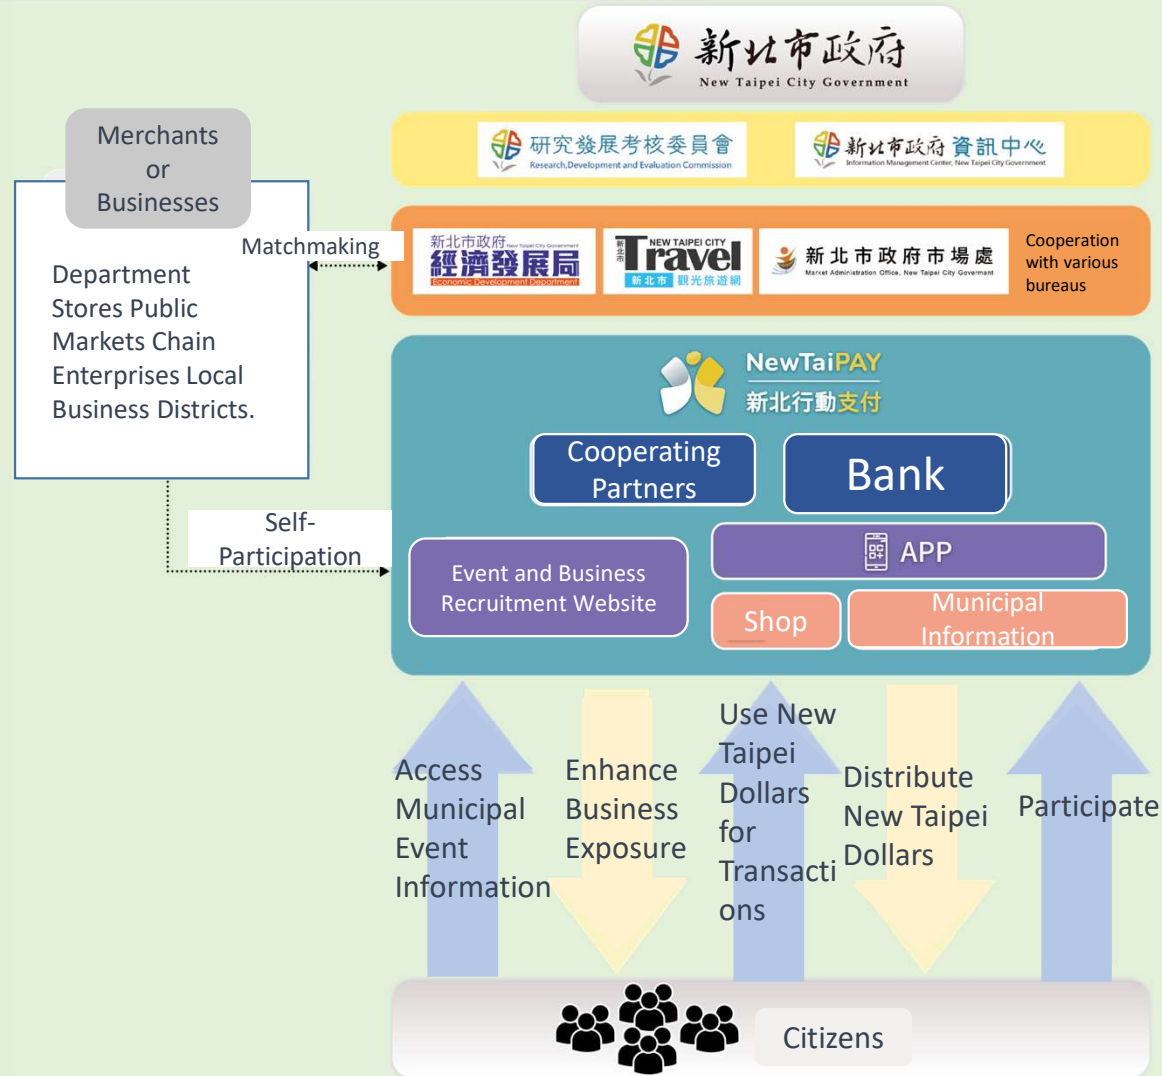 新北市政府
New Taipei City Government
Merchants
or
Businesses
Department
Stores Public
Markets Chain
Enterprises Local
Business Districts.
研究發展考核委員會
Research,Development and Evaluation Commission
新北市政府 資訊中心
Information Management Center, New Taipei City Government
Matchmaking
新北市政府 New Taipei City Government
經濟發展局
Economic Development Department
新北市
NEW TAIPEI CITY
Travel
新北市 觀光旅遊網
新北市政府市場處
Market Administration Office, New Taipei City Government
Cooperation
with various
bureaus
NewTaiPAY
新北行動支付
Cooperating
Partners
Bank
Self-
Participation
Event and Business
Recruitment Website
APP
Shop
Municipal
Information
Access
Municipal
Event
Information
Enhance
Business
Exposure
Use New
Taipei
Dollars
for
Transacti
ons
Distribute
New Taipei
Dollars
Participate
Citizens